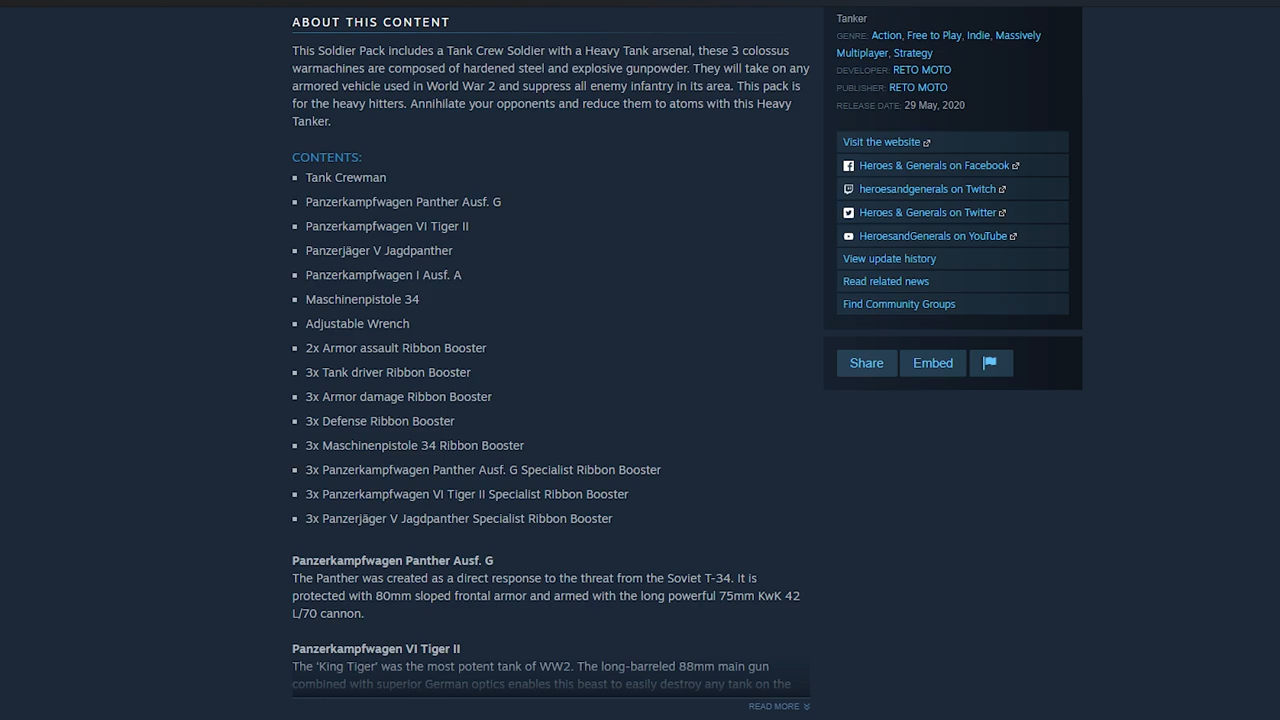 ABOUT THIS CONTENT
This Soldier Pack includes a Tank Crew Soldier with a Heavy Tank arsenal, these 3 colossus
warmachines are composed of hardened steel and explosive gunpowder. They will take on any
armored vehicle used in World War 2 and suppress all enemy infantry in its area. This pack is
for the heavy hitters. Annihilate your opponents and reduce them to atoms with this Heavy
Tanker.
CONTENTS:
Tank Crewman
Panzerkampfwagen Panther Ausf. G
Panzerkampfwagen VI Tiger II
Panzerjäger V Jagdpanther
Panzerkampfwagen I Ausf. A
Maschinenpistole 34
Adjustable Wrench
2x Armor assault Ribbon Booster
3x Tank driver Ribbon Booster
3x Armor damage Ribbon Booster
3x Defense Ribbon Booster
3x Maschinenpistole 34 Ribbon Booster
3x Panzerkampfwagen Panther Ausf. G Specialist Ribbon Booster
3x Panzerkampfwagen VI Tiger II Specialist Ribbon Booster
3x Panzerjäger V Jagdpanther Specialist Ribbon Booster
Panzerkampfwagen Panther Ausf. G
The Panther was created as a direct response to the threat from the Soviet T-34. It is
protected with 80mm sloped frontal armor and armed with the long powerful 75mm KwK 42
L/70 cannon.
Panzerkampfwagen VI Tiger II
The ‘King Tiger’ was the most potent tank of WW2. The long-barreled 88mm main gun
combined with superior German optics enables this beast to easily destroy any tank on the
READ MORE
Tanker
GENRE: Action, Free to Play, Indie, Massively
Multiplayer, Strategy
DEVELOPER: RETO MOTO
PUBLISHER: RETO MOTO
RELEASE DATE: 29 May, 2020
Visit the website
Heroes & Generals on Facebook
heroesandgenerals on Twitch
Heroes & Generals on Twitter
HeroesandGenerals on YouTube
View update history
Read related news
Find Community Groups
Share Embed